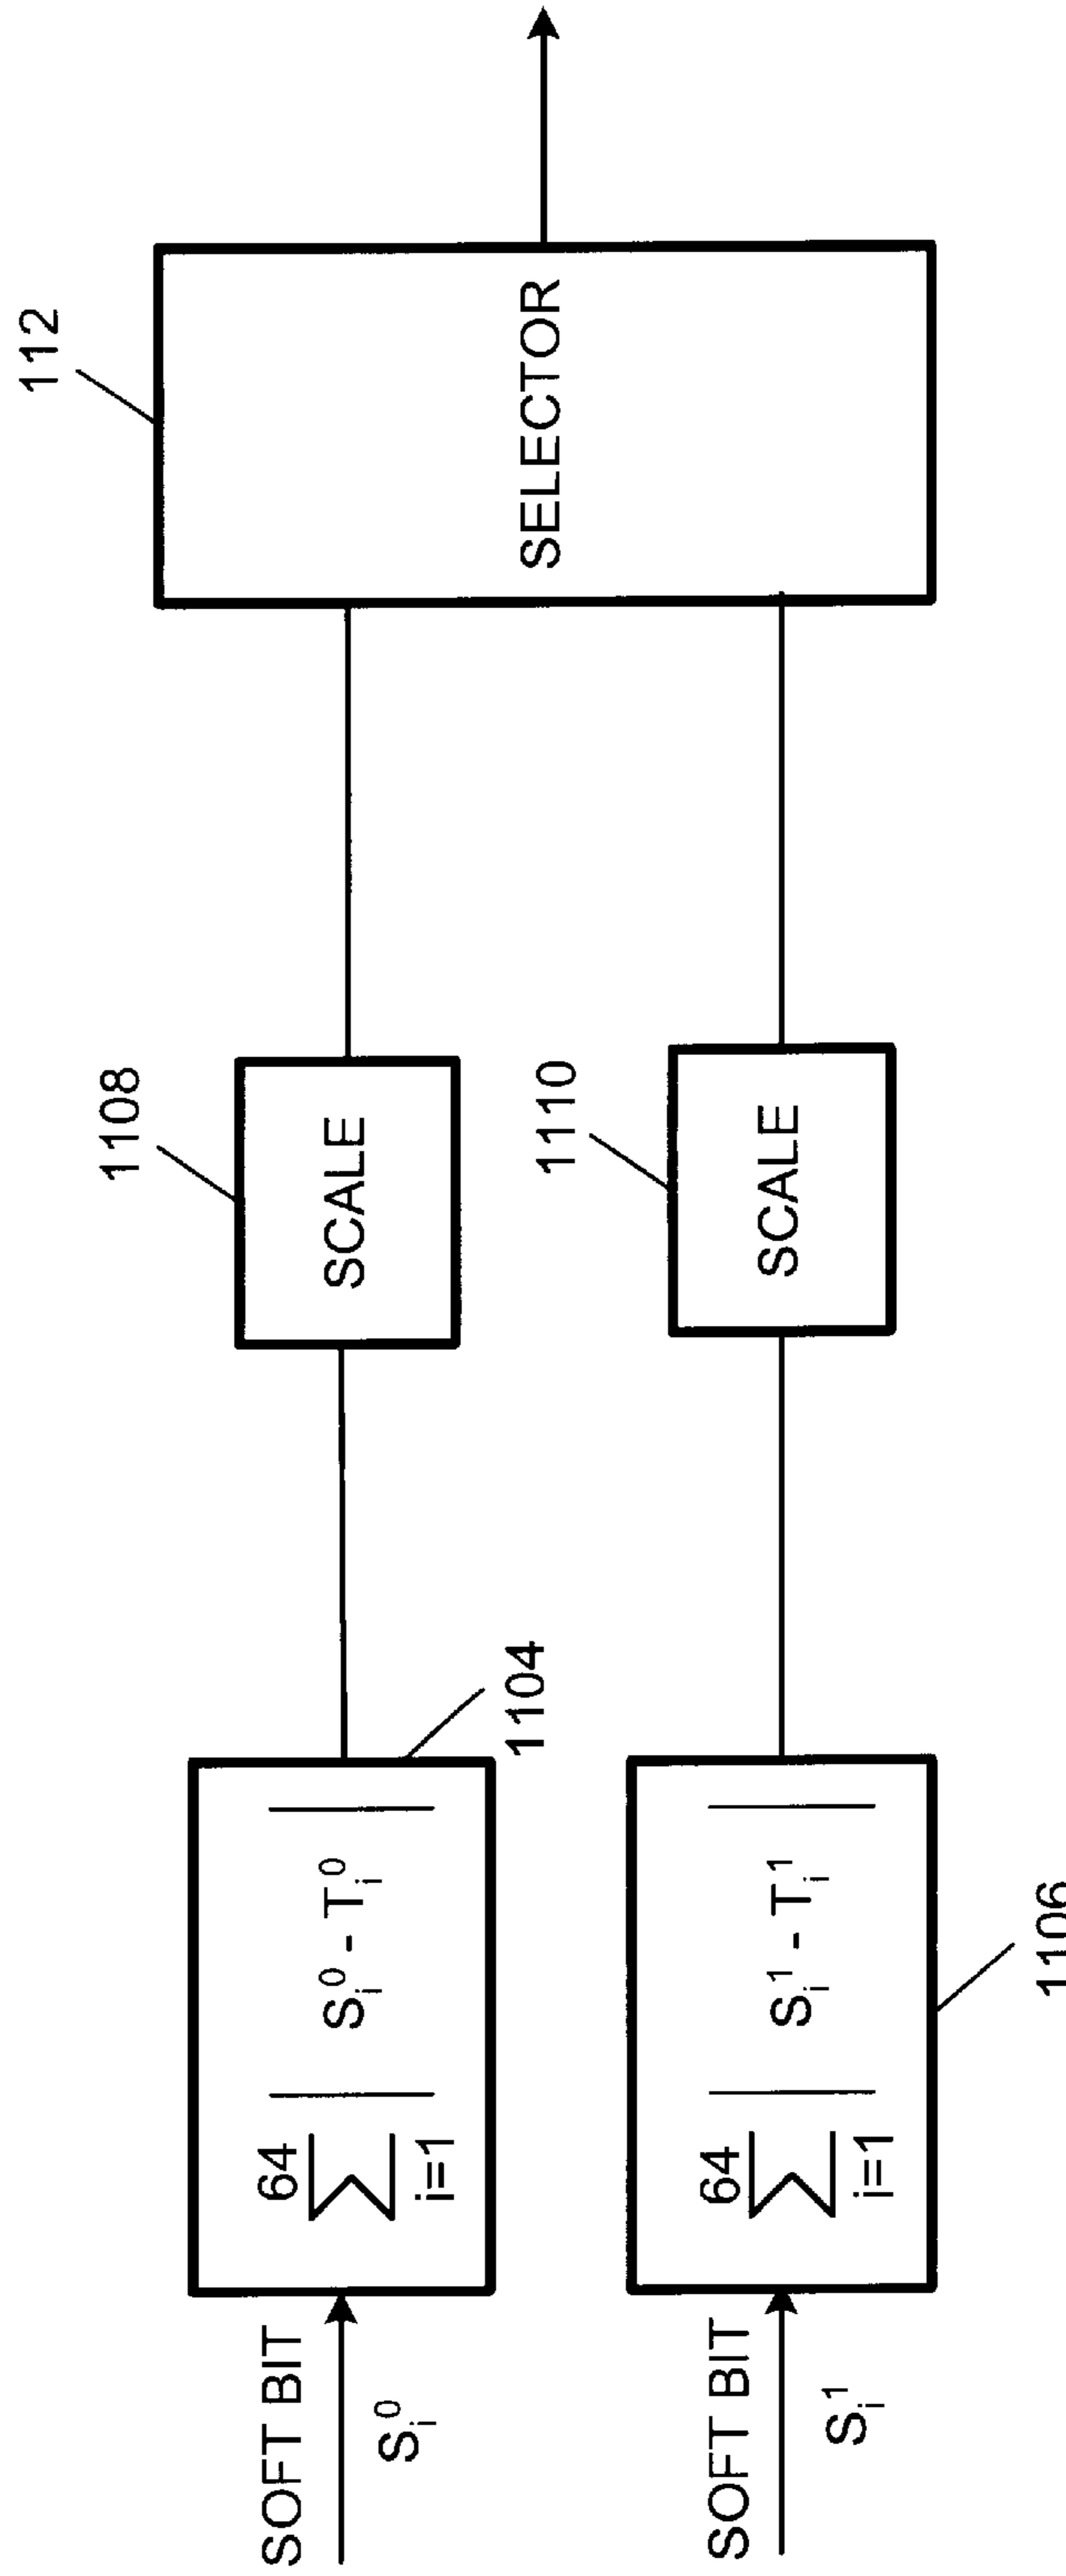 SOFT BIT
S_i^0
64
∑
i=1
| S_i^0 - T_i^0 |
1104
SCALE
1108
SOFT BIT
S_i^1
64
∑
i=1
| S_i^1 - T_i^1 |
1106
SCALE
1110
SELECTOR
112